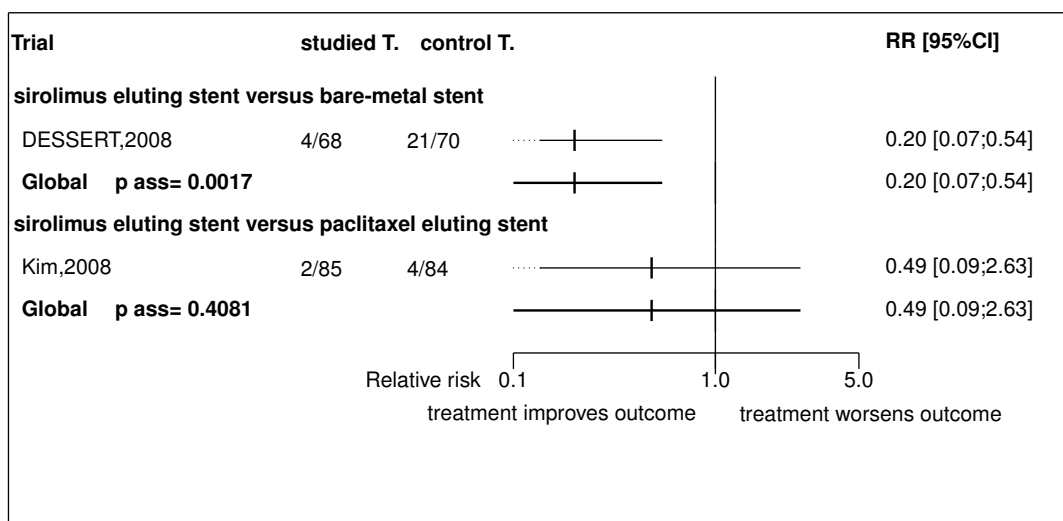 Trial studied T. control T. RR [95%CI]
sirolimus eluting stent versus bare-metal stent
DESSERT,2008 4/68 21/70 0.20 [0.07;0.54]
Global p ass= 0.0017 0.20 [0.07;0.54]
sirolimus eluting stent versus paclitaxel eluting stent
Kim,2008 2/85 4/84 0.49 [0.09;2.63]
Global p ass= 0.4081 0.49 [0.09;2.63]
Relative risk 0.1 1.0 5.0
treatment improves outcome treatment worsens outcome